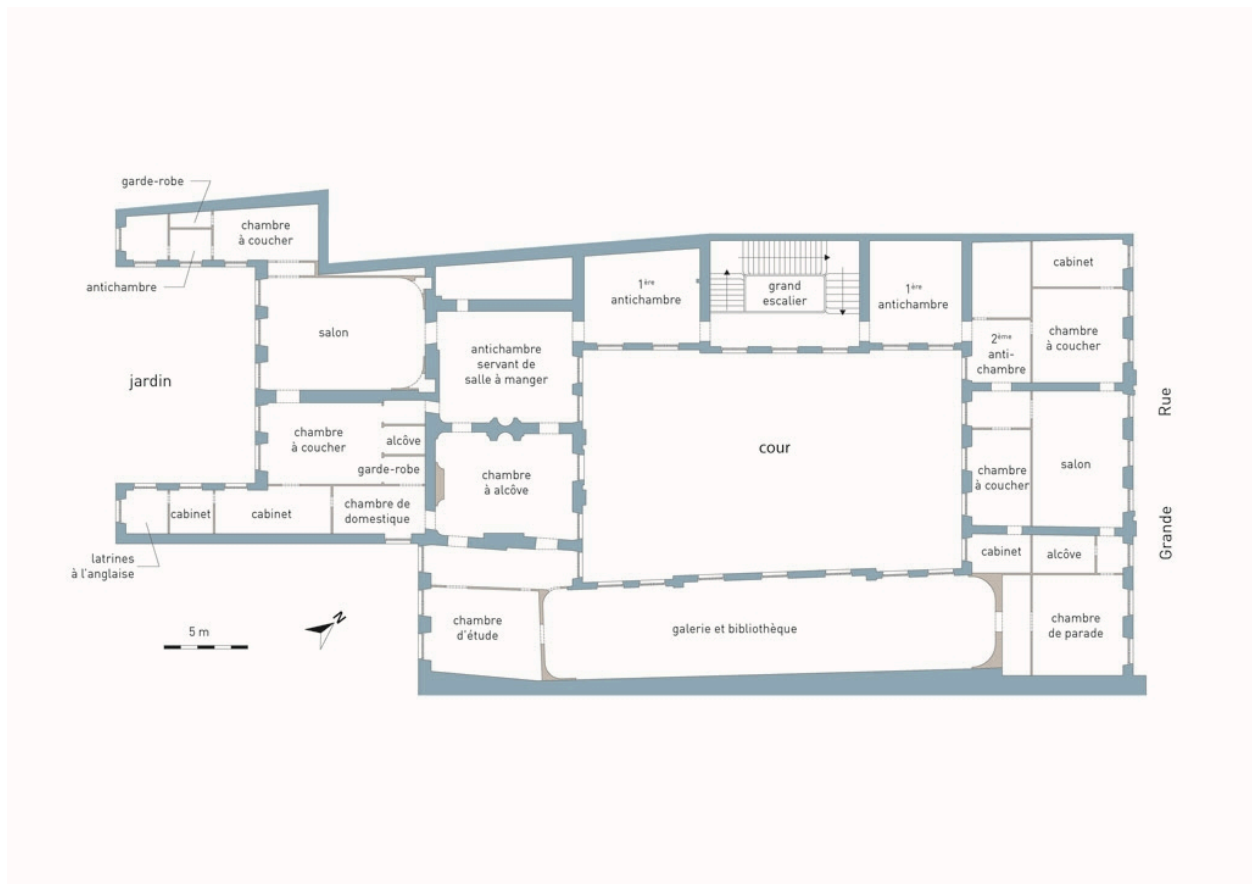 garde-robe
chambre
à coucher
antichambre
salon
jardin
chambre
à coucher
alcôve
garde-robe
cabinet
cabinet
chambre de
domestique
latrines
à l'anglaise
5 m
N
1ère
antichambre
grand
escalier
1ère
antichambre
antichambre
servant de
salle à manger
chambre
à alcôve
cour
2ème
anti-
chambre
cabinet
chambre
à coucher
chambre
à coucher
salon
cabinet
alcôve
chambre
d'étude
galerie et bibliothèque
chambre
de parade
Grande Rue